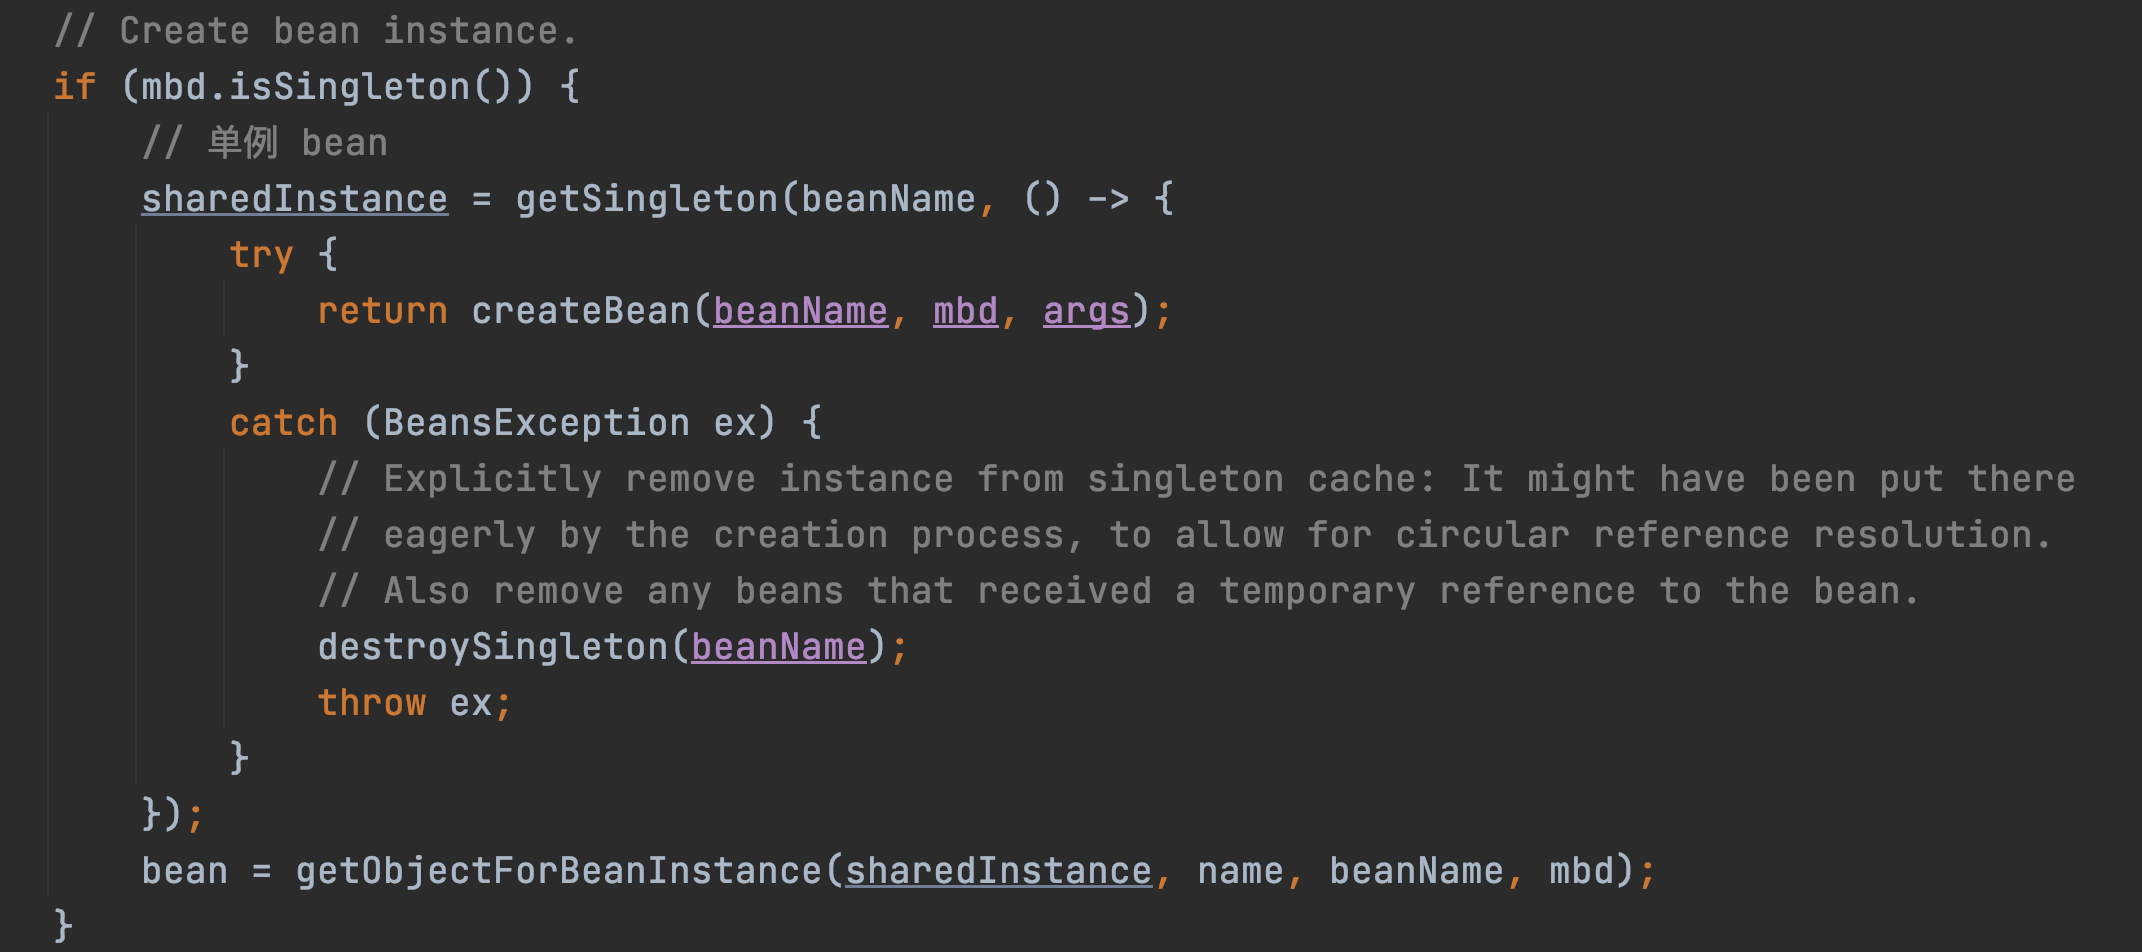 // Create bean instance.
if (mbd.isSingleton()) {
// 单例 bean
sharedInstance = getSingleton(beanName, () -> {
try {
return createBean(beanName, mbd, args);
}
catch (BeansException ex) {
// Explicitly remove instance from singleton cache: It might have been put there
// eagerly by the creation process, to allow for circular reference resolution.
// Also remove any beans that received a temporary reference to the bean.
destroySingleton(beanName);
throw ex;
}
});
bean = getObjectForBeanInstance(sharedInstance, name, beanName, mbd);
}